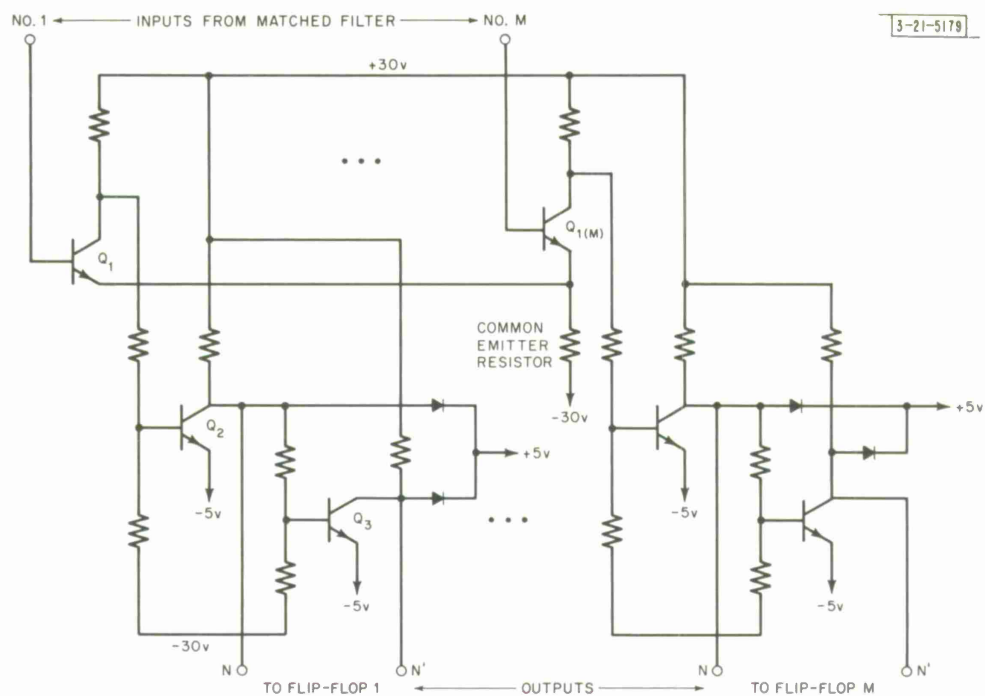 NO. 1 INPUTS FROM MATCHED FILTER NO. M
3-21-5179
+30v
Q1(M)
Q1
COMMON
EMITTER
RESISTOR
-30v
Q2
+5v
+5v
-5v
Q3
-5v
-5v
-5v
-30v
N N' N N'
TO FLIP-FLOP 1 OUTPUTS TO FLIP-FLOP M